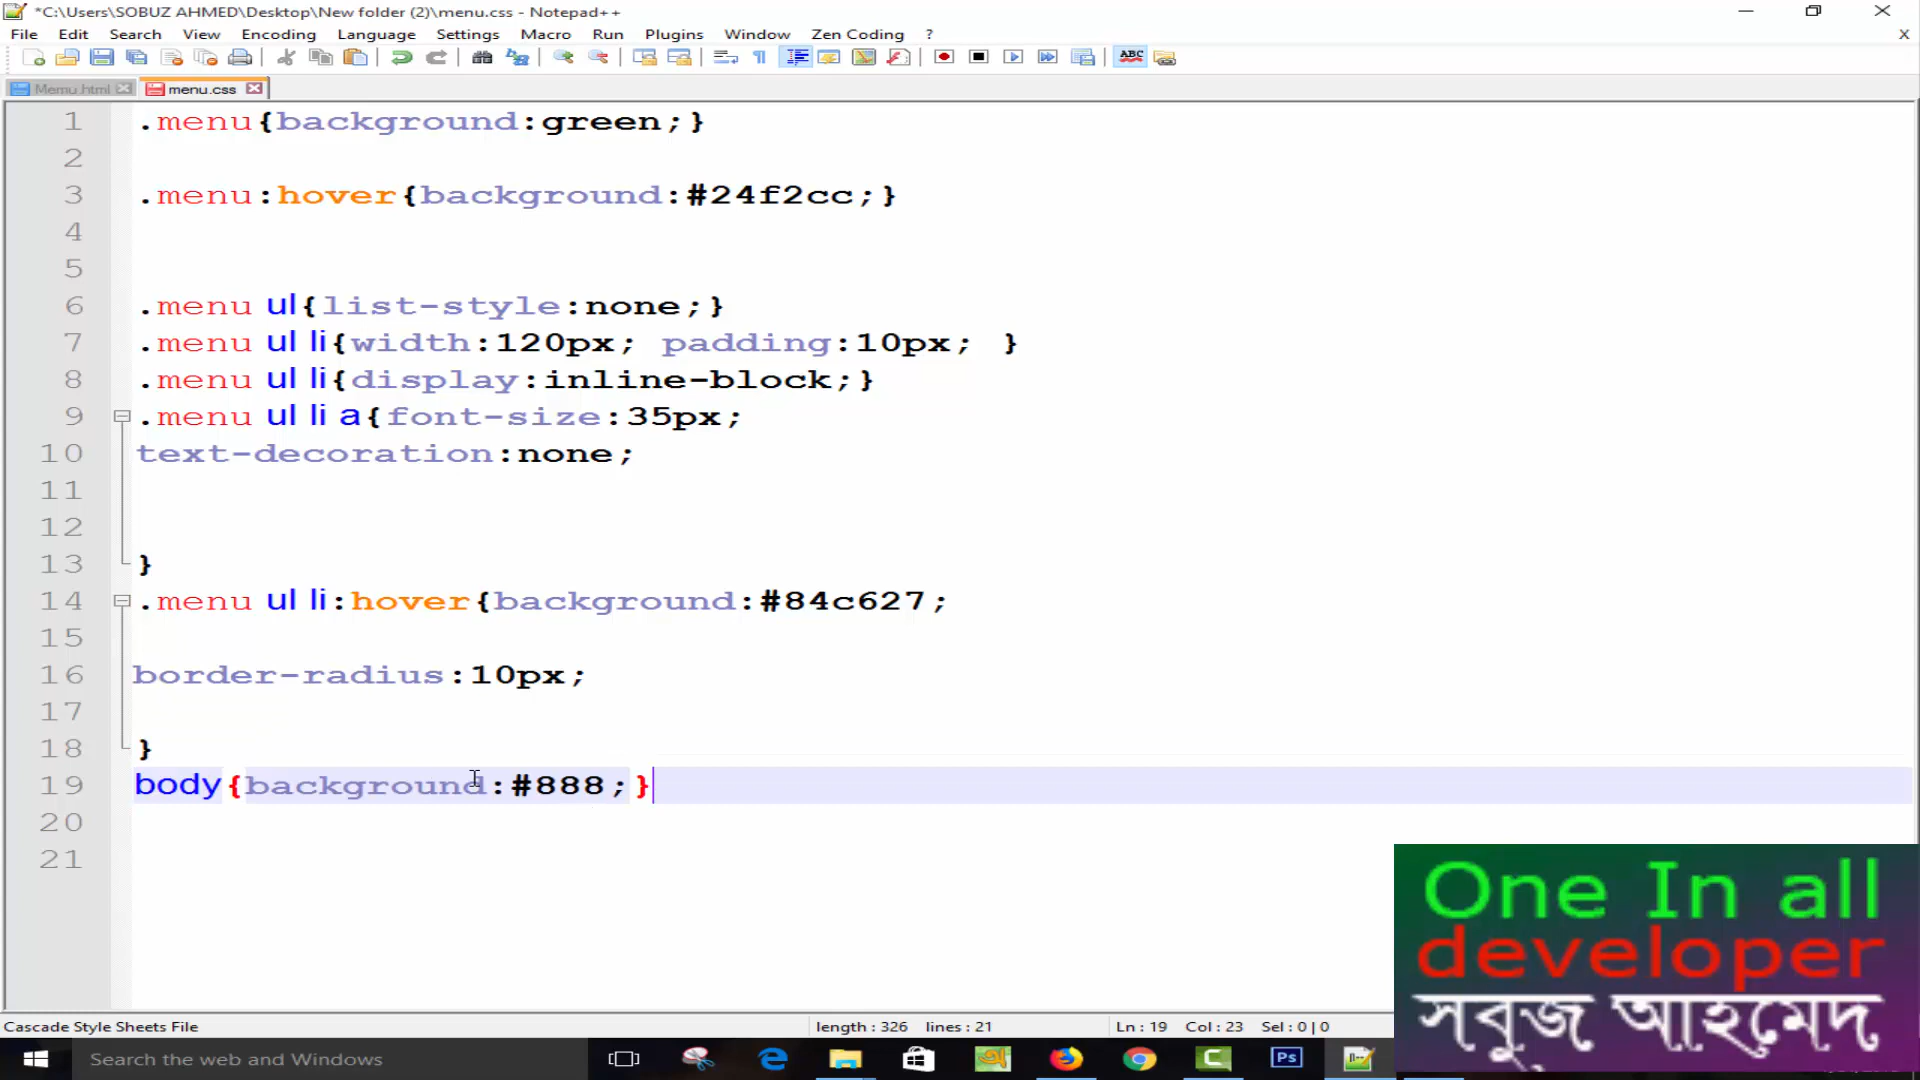 *C:\Users\SOBUZ AHMED\Desktop\New folder (2)\menu.css - Notepad++
File Edit Search View Encoding Language Settings Macro Run Plugins Window Zen Coding ? X
ABC
Memu.html menu.css
1 .menu{background:green;}
2
3 .menu:hover{background:#24f2cc;}
4
5
6 .menu ul{list-style:none;}
7 .menu ul li{width:120px; padding:10px; }
8 .menu ul li{display:inline-block;}
9 .menu ul li a{font-size:35px;
10 text-decoration:none;
11
12
13 }
14 .menu ul li:hover{background:#84c627;
15
16 border-radius:10px;
17
18 }
19 body{background:#888;}
20
21
One In all
developer
সবুজ আহমেদ
Cascade Style Sheets File length : 326 lines : 21 Ln : 19 Col : 23 Sel : 0 | 0
Search the web and Windows
Ps